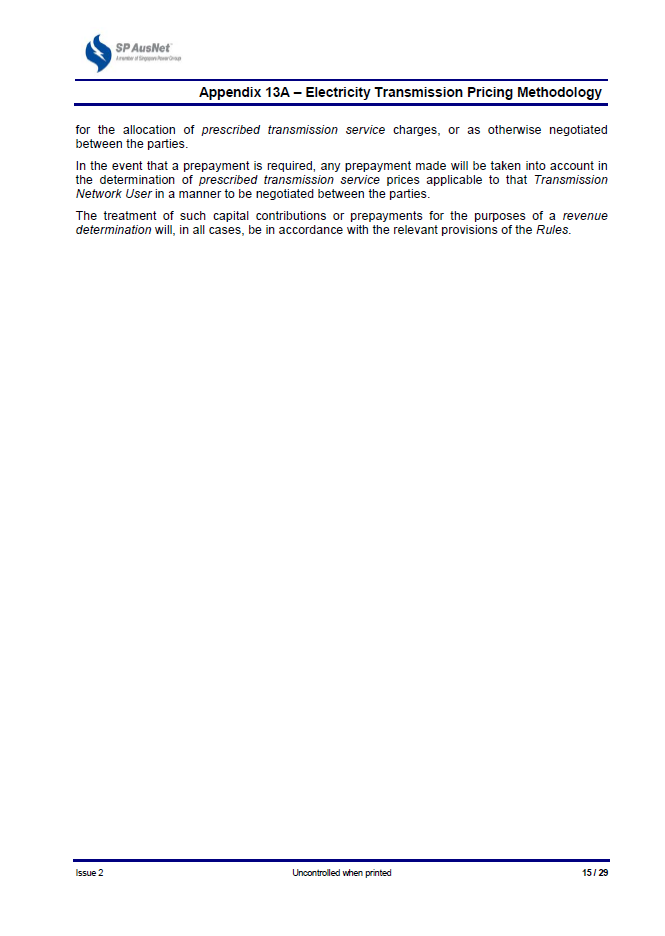 SP AusNet
A member of Singapore Power Group
Appendix 13A – Electricity Transmission Pricing Methodology
for the allocation of prescribed transmission service charges, or as otherwise negotiated
between the parties.
In the event that a prepayment is required, any prepayment made will be taken into account in
the determination of prescribed transmission service prices applicable to that Transmission
Network User in a manner to be negotiated between the parties.
The treatment of such capital contributions or prepayments for the purposes of a revenue
determination will, in all cases, be in accordance with the relevant provisions of the Rules.
Issue 2 Uncontrolled when printed 15 / 29